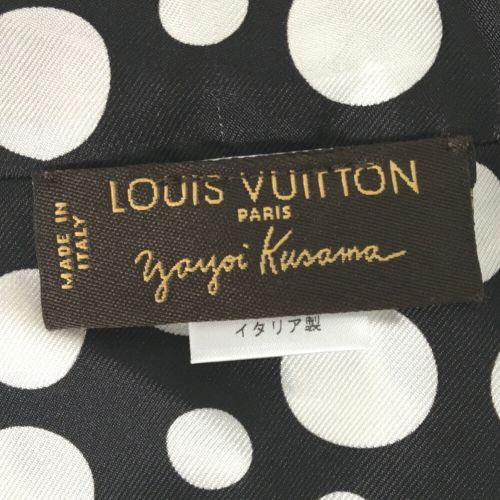 MADE IN
ITALY
LOUIS VUITTON
PARIS
yayoi Kusama
イタリア製